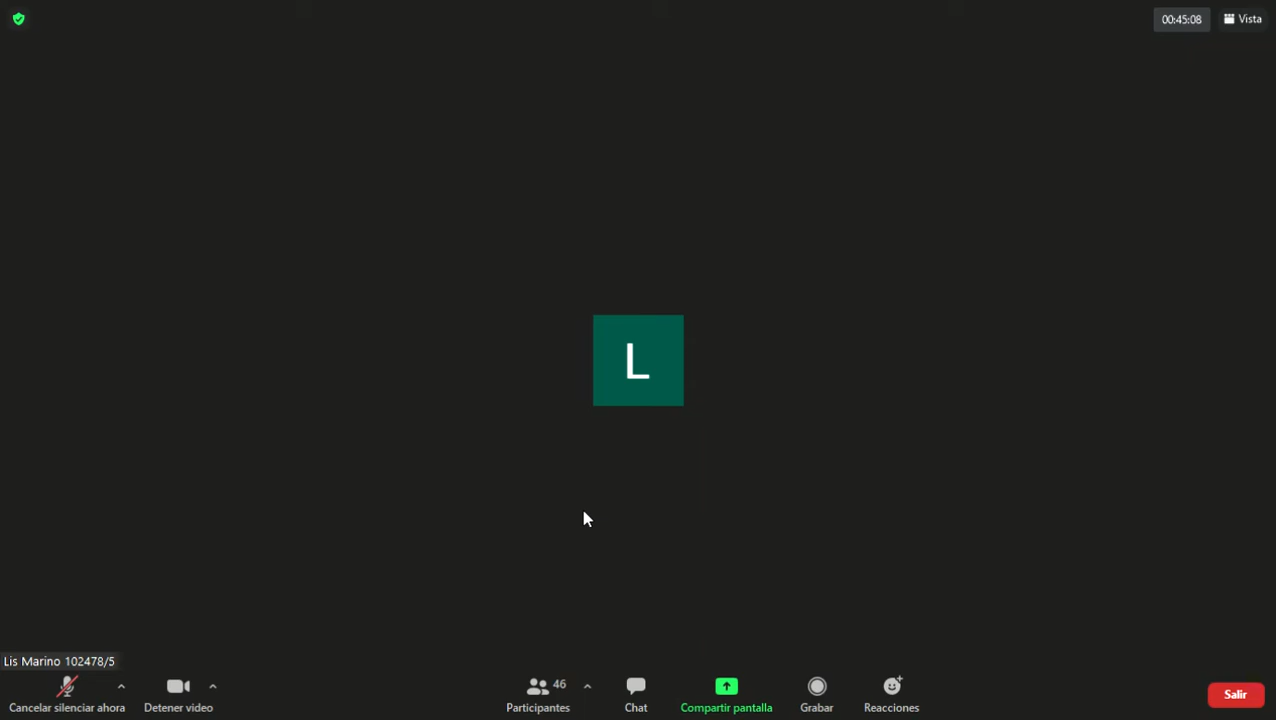 00:45:08
Vista
L
Lis Marino 102478/5
Cancelar silenciar ahora
Detener video
46
Participantes
Chat
Compartir pantalla
Grabar
Reacciones
Salir